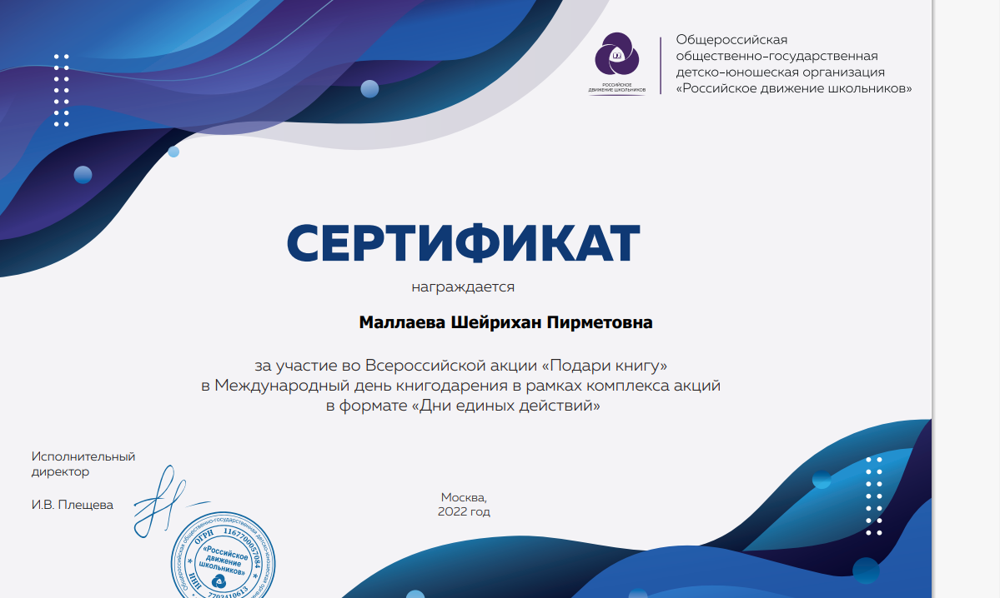 РОССИЙСКОЕ
ДВИЖЕНИЕ ШКОЛЬНИКОВ
Общероссийская
общественно-государственная
детско-юношеская организация
«Российское движение школьников»
СЕРТИФИКАТ
награждается
Маллаева Шейрихан Пирметовна
за участие во Всероссийской акции «Подари книгу»
в Международный день книгодарения в рамках комплекса акций
в формате «Дни единых действий»
Исполнительный
директор
И.В. Плещева
Москва,
2022 год
Общероссийская общественно-государственная детско-юношеская
ОГРН 1167700057084
«Российское
движение
школьников»
ИНН 7702410613